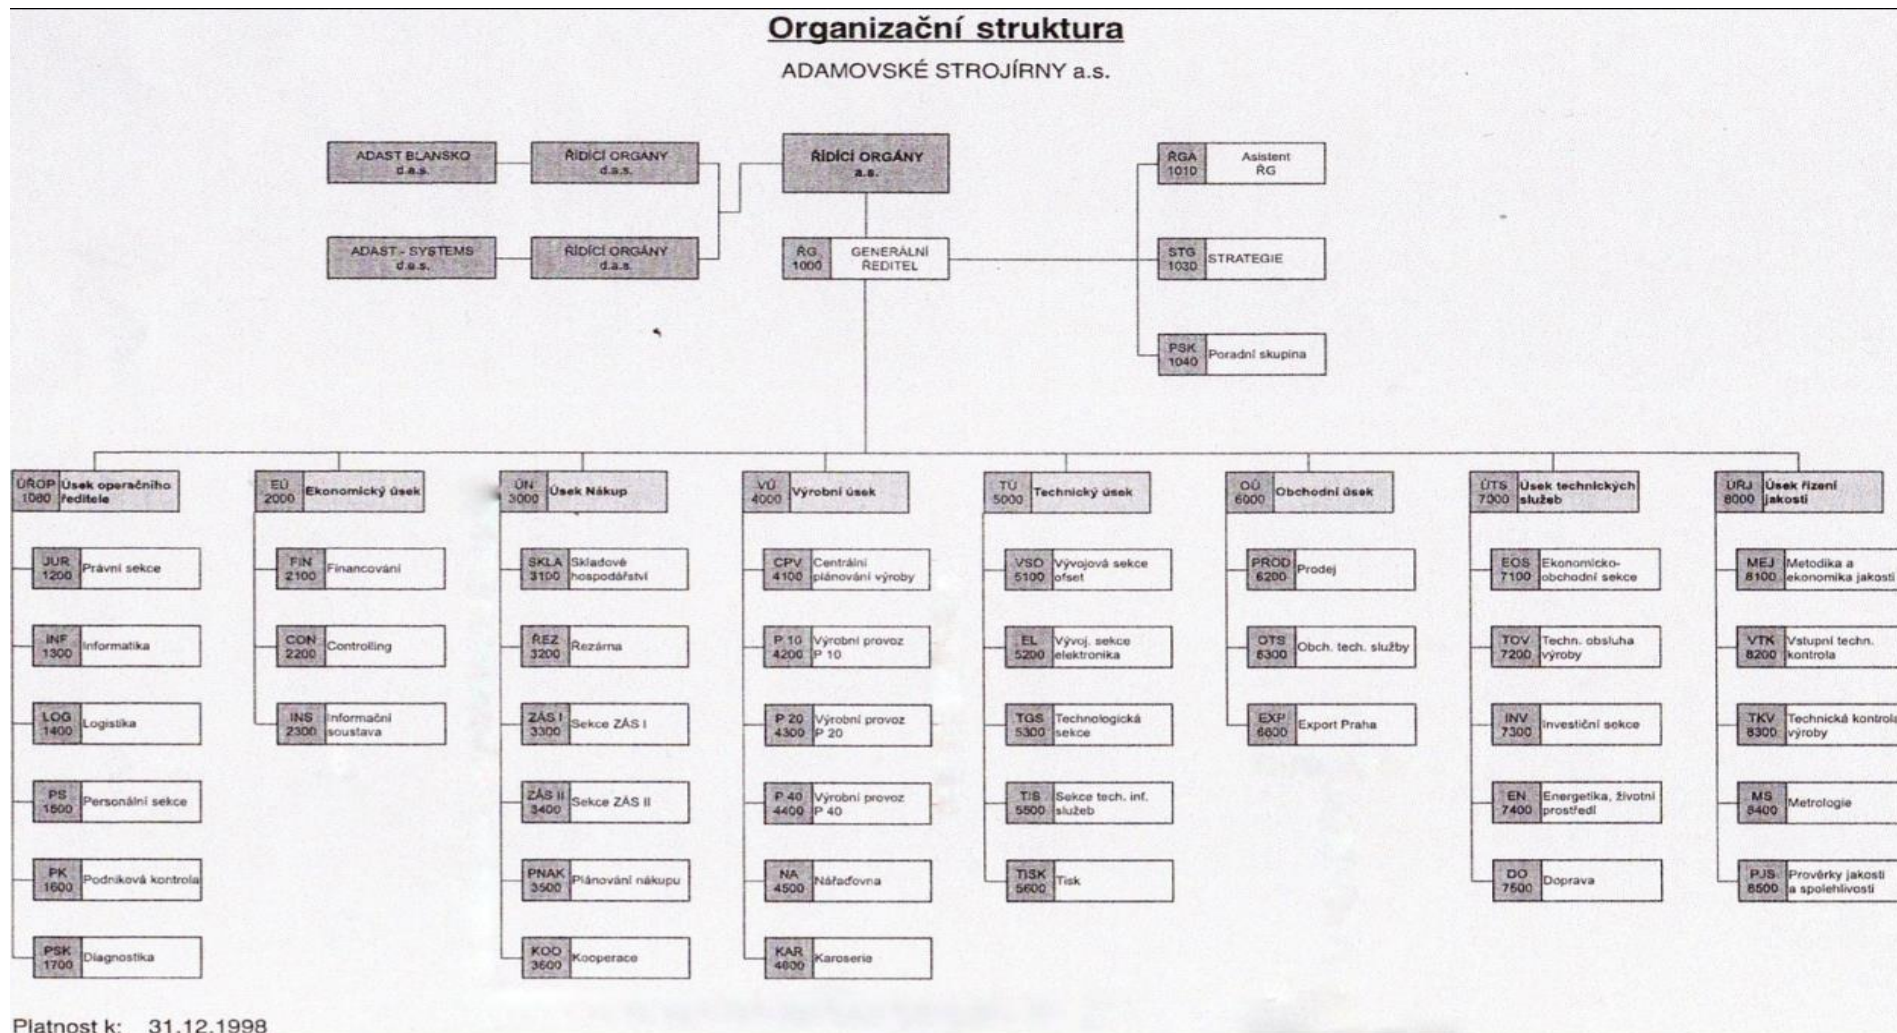 Organizační struktura
ADAMOVSKÉ STROJÍRNY a.s.
ADAST BLANSKO
d.a.s.
ŘÍDÍCÍ ORGÁNY
d.a.s.
ŘÍDÍCÍ ORGÁNY
a.s.
ŘGA
1010
Asistent
ŘG
ADAST - SYSTEMS
d.a.s.
ŘÍDÍCÍ ORGÁNY
d.a.s.
ŘG
1000
GENERÁLNÍ
ŘEDITEL
STG
1030
STRATEGIE
PSK
1040
Poradní skupina
ÚŘOP
1080
Úsek operačního
ředitele
JUR
1200
Právní sekce
INF
1300
Informatika
LOG
1400
Logistika
PS
1500
Personální sekce
PK
1600
Podniková kontrola
PSK
1700
Diagnostika
EÚ
2000
Ekonomický úsek
FIN
2100
Financování
CON
2200
Controlling
INS
2300
Informační
soustava
ÚN
3000
Úsek Nákup
SKLA
3100
Skladové
hospodářství
ŘEZ
3200
Řezárna
ZÁS I
3300
Sekce ZÁS I
ZÁS II
3400
Sekce ZÁS II
PNAK
3500
Plánování nákupu
KOO
3600
Kooperace
VÚ
4000
Výrobní úsek
CPV
4100
Centrální
plánování výroby
P 10
4200
Výrobní provoz
P 10
P 20
4300
Výrobní provoz
P 20
P 40
4400
Výrobní provoz
P 40
NA
4500
Nářaďovna
KAR
4600
Karoserie
TÚ
5000
Technický úsek
VSO
5100
Vývojová sekce
ofset
EL
5200
Vývoj. sekce
elektronika
TGS
5300
Technologická
sekce
TIS
5500
Sekce tech. inf.
služeb
TISK
5600
Tisk
OÚ
6000
Obchodní úsek
PROD
6200
Prodej
OTS
6300
Obch. tech. služby
EXP
6600
Export Praha
ÚTS
7000
Úsek technických
služeb
EOS
7100
Ekonomicko-
obchodní sekce
TOV
7200
Techn. obsluha
výroby
INV
7300
Investiční sekce
EN
7400
Energetika, životní
prostředí
DO
7500
Doprava
ÚŘJ
8000
Úsek řízení
jakosti
MEJ
8100
Metodika a
ekonomika jakosti
VTK
8200
Vstupní techn.
kontrola
TKV
8300
Technická kontrola
výroby
MS
8400
Metrologie
PJS
8500
Prověrky jakosti
a spolehlivosti
Platnost k: 31.12.1998